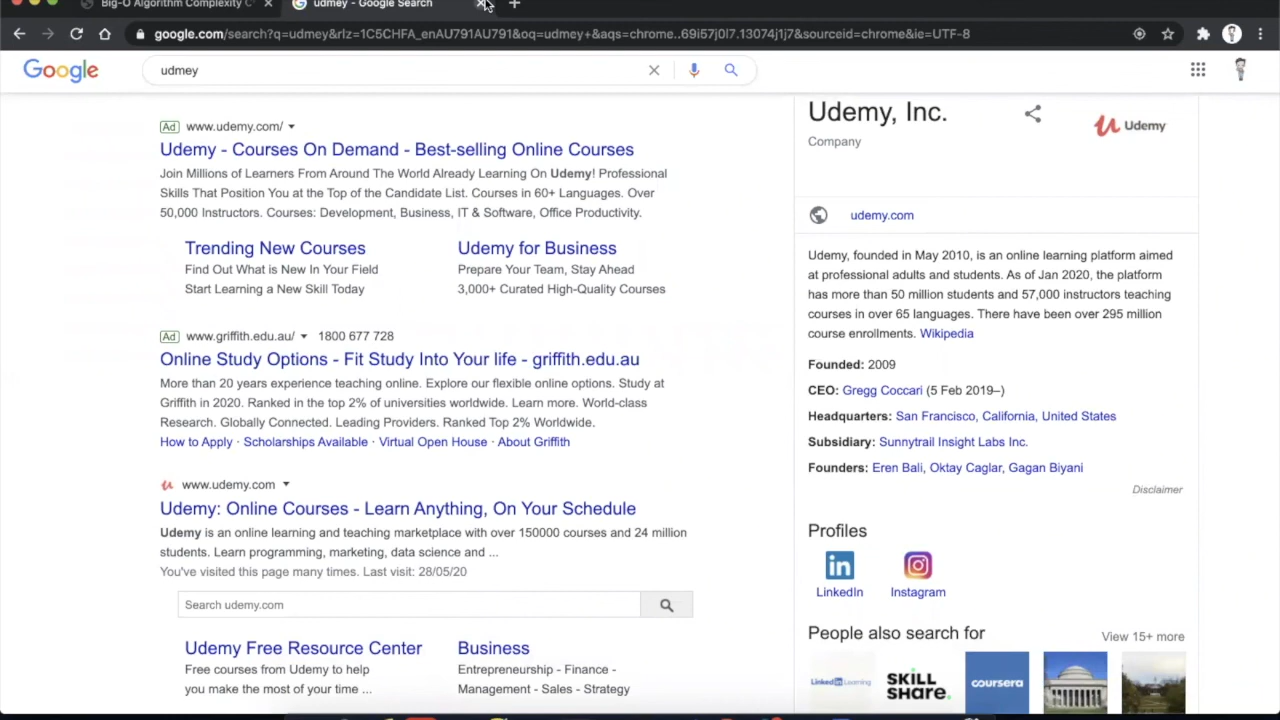 Big-O Algorithm Complexity C
udmey - Google Search
google.com/search?q=udmey&rlz=1C5CHFA_enAU791AU791&oq=udmey+&aqs=chrome..69i57j0l7.13074j1j7&sourceid=chrome&ie=UTF-8
Google
udmey
Ad www.udemy.com/
Udemy - Courses On Demand - Best-selling Online Courses
Join Millions of Learners From Around The World Already Learning On Udemy! Professional
Skills That Position You at the Top of the Candidate List. Courses in 60+ Languages. Over
50,000 Instructors. Courses: Development, Business, IT & Software, Office Productivity.
Trending New Courses
Find Out What is New In Your Field
Start Learning a New Skill Today
Udemy for Business
Prepare Your Team, Stay Ahead
3,000+ Curated High-Quality Courses
Ad www.griffith.edu.au/ 1800 677 728
Online Study Options - Fit Study Into Your life - griffith.edu.au
More than 20 years experience teaching online. Explore our flexible online options. Study at
Griffith in 2020. Ranked in the top 2% of universities worldwide. Learn more. World-class
Research. Globally Connected. Leading Providers. Ranked Top 2% Worldwide.
How to Apply · Scholarships Available · Virtual Open House · About Griffith
www.udemy.com
Udemy: Online Courses - Learn Anything, On Your Schedule
Udemy is an online learning and teaching marketplace with over 150000 courses and 24 million
students. Learn programming, marketing, data science and ...
You've visited this page many times. Last visit: 28/05/20
Search udemy.com
Udemy Free Resource Center
Free courses from Udemy to help
you make the most of your time ...
Business
Entrepreneurship - Finance -
Management - Sales - Strategy
Udemy, Inc.
Company
Udemy
udemy.com
Udemy, founded in May 2010, is an online learning platform aimed
at professional adults and students. As of Jan 2020, the platform
has more than 50 million students and 57,000 instructors teaching
courses in over 65 languages. There have been over 295 million
course enrollments. Wikipedia
Founded: 2009
CEO: Gregg Coccari (5 Feb 2019–)
Headquarters: San Francisco, California, United States
Subsidiary: Sunnytrail Insight Labs Inc.
Founders: Eren Bali, Oktay Caglar, Gagan Biyani
Disclaimer
Profiles
LinkedIn
Instagram
People also search for
View 15+ more
LinkedIn Learning
SKILL
SHARE.
coursera